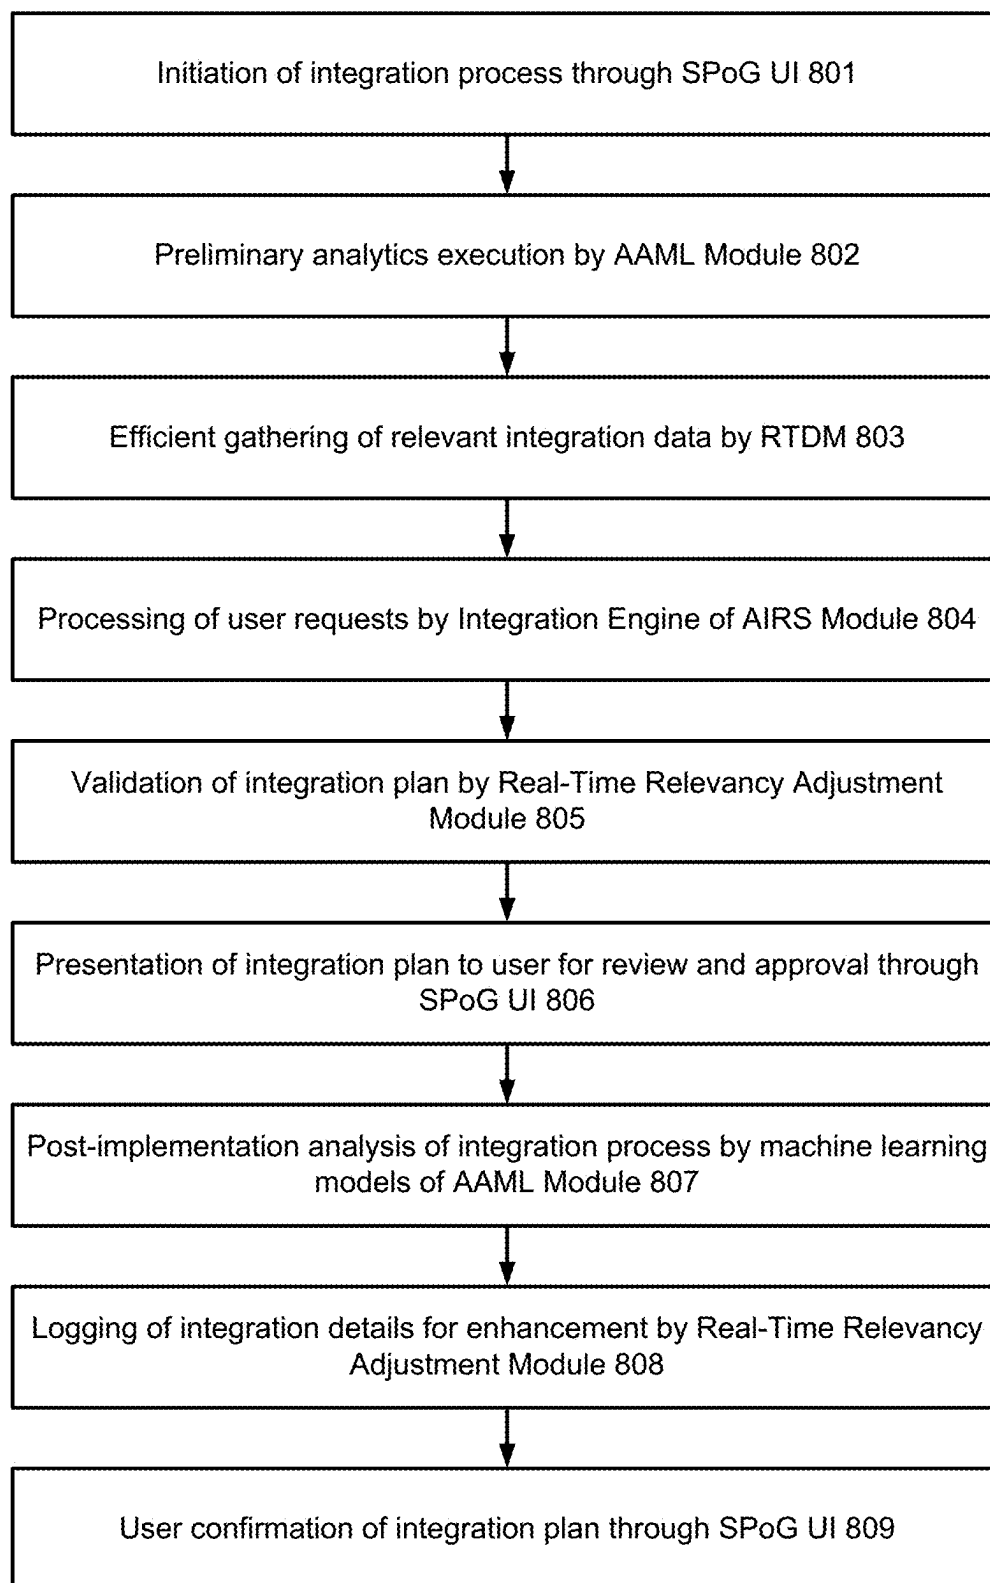 Initiation of integration process through SPoG UI 801
Preliminary analytics execution by AAML Module 802
Efficient gathering of relevant integration data by RTDM 803
Processing of user requests by Integration Engine of AIRS Module 804
Validation of integration plan by Real-Time Relevancy Adjustment
Module 805
Presentation of integration plan to user for review and approval through
SPoG UI 806
Post-implementation analysis of integration process by machine learning
models of AAML Module 807
Logging of integration details for enhancement by Real-Time Relevancy
Adjustment Module 808
User confirmation of integration plan through SPoG UI 809